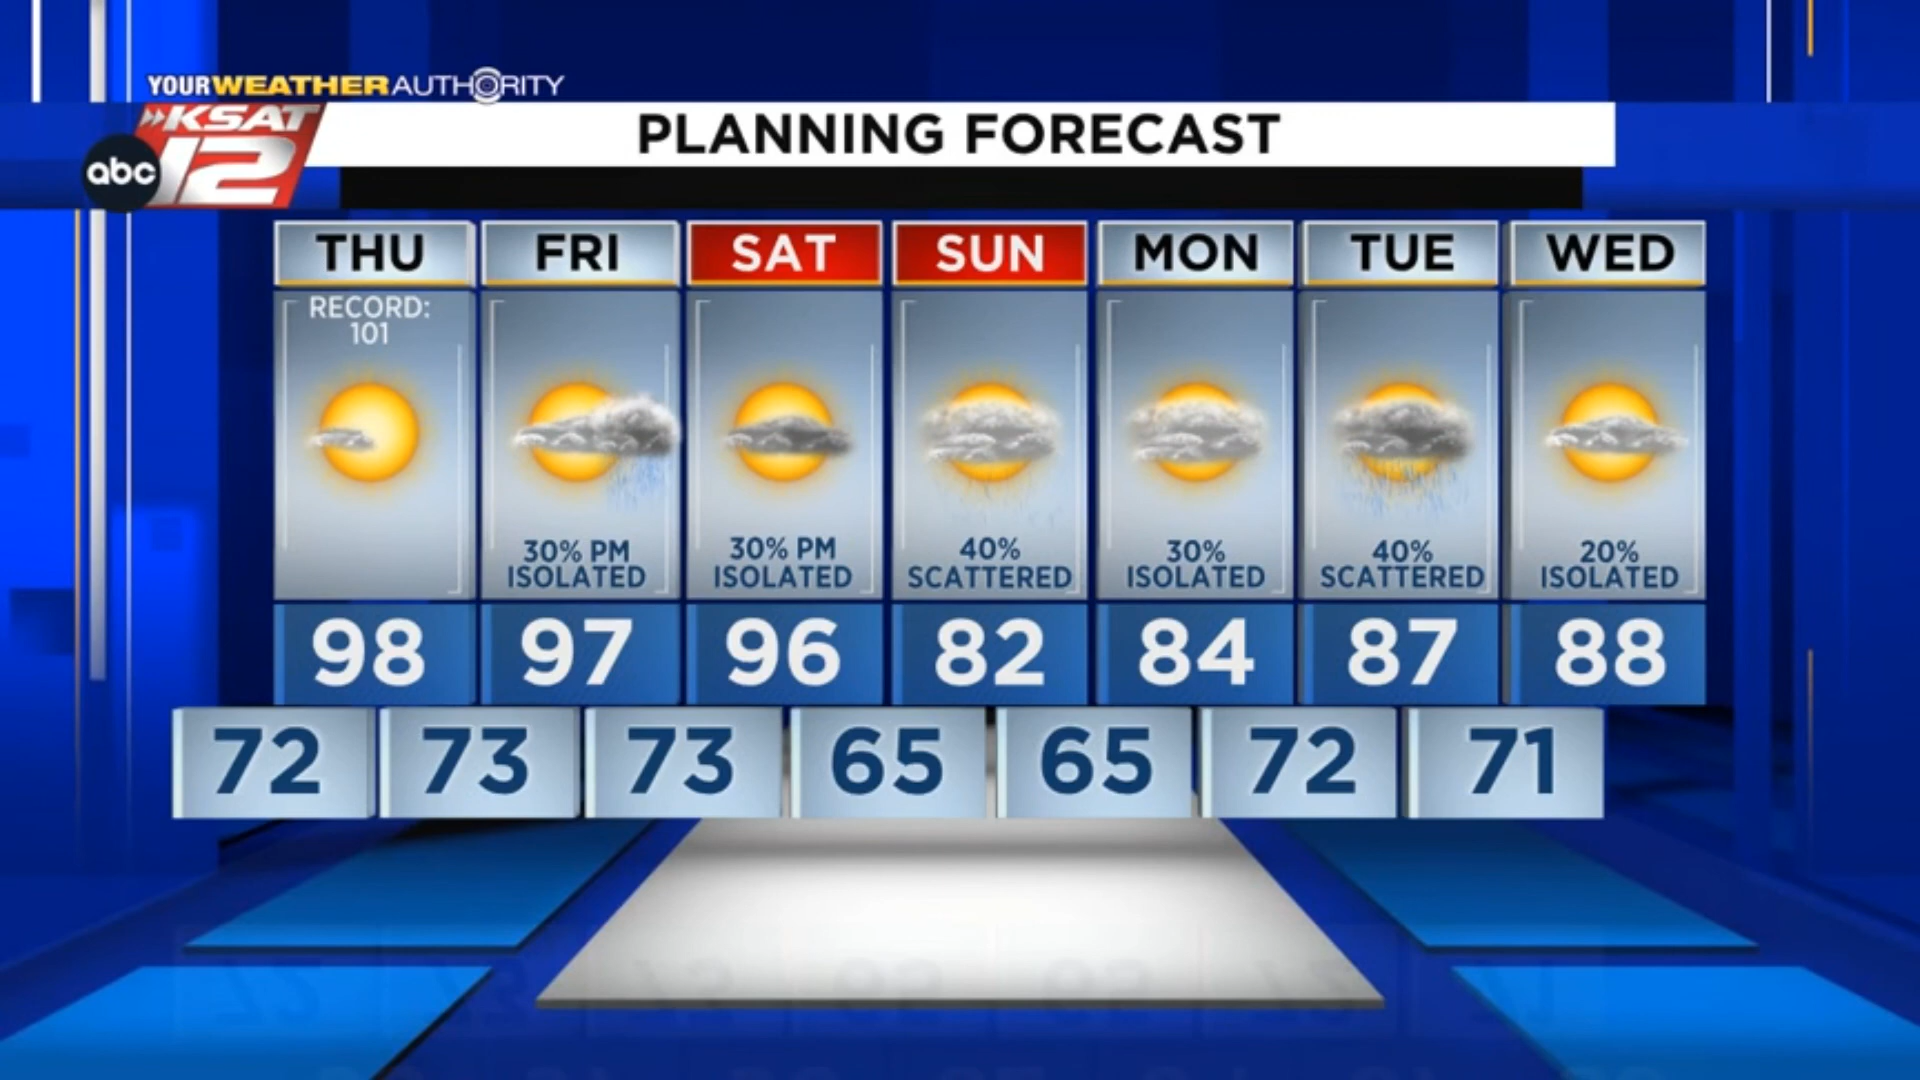 YOURWEATHERAUTHORITY
KSAT
abc
12
PLANNING FORECAST
THU
FRI
SAT
SUN
MON
TUE
WED
RECORD:
101
30% PM
ISOLATED
30% PM
ISOLATED
40%
SCATTERED
30%
ISOLATED
40%
SCATTERED
20%
ISOLATED
98
97
96
82
84
87
88
72
73
73
65
65
72
71